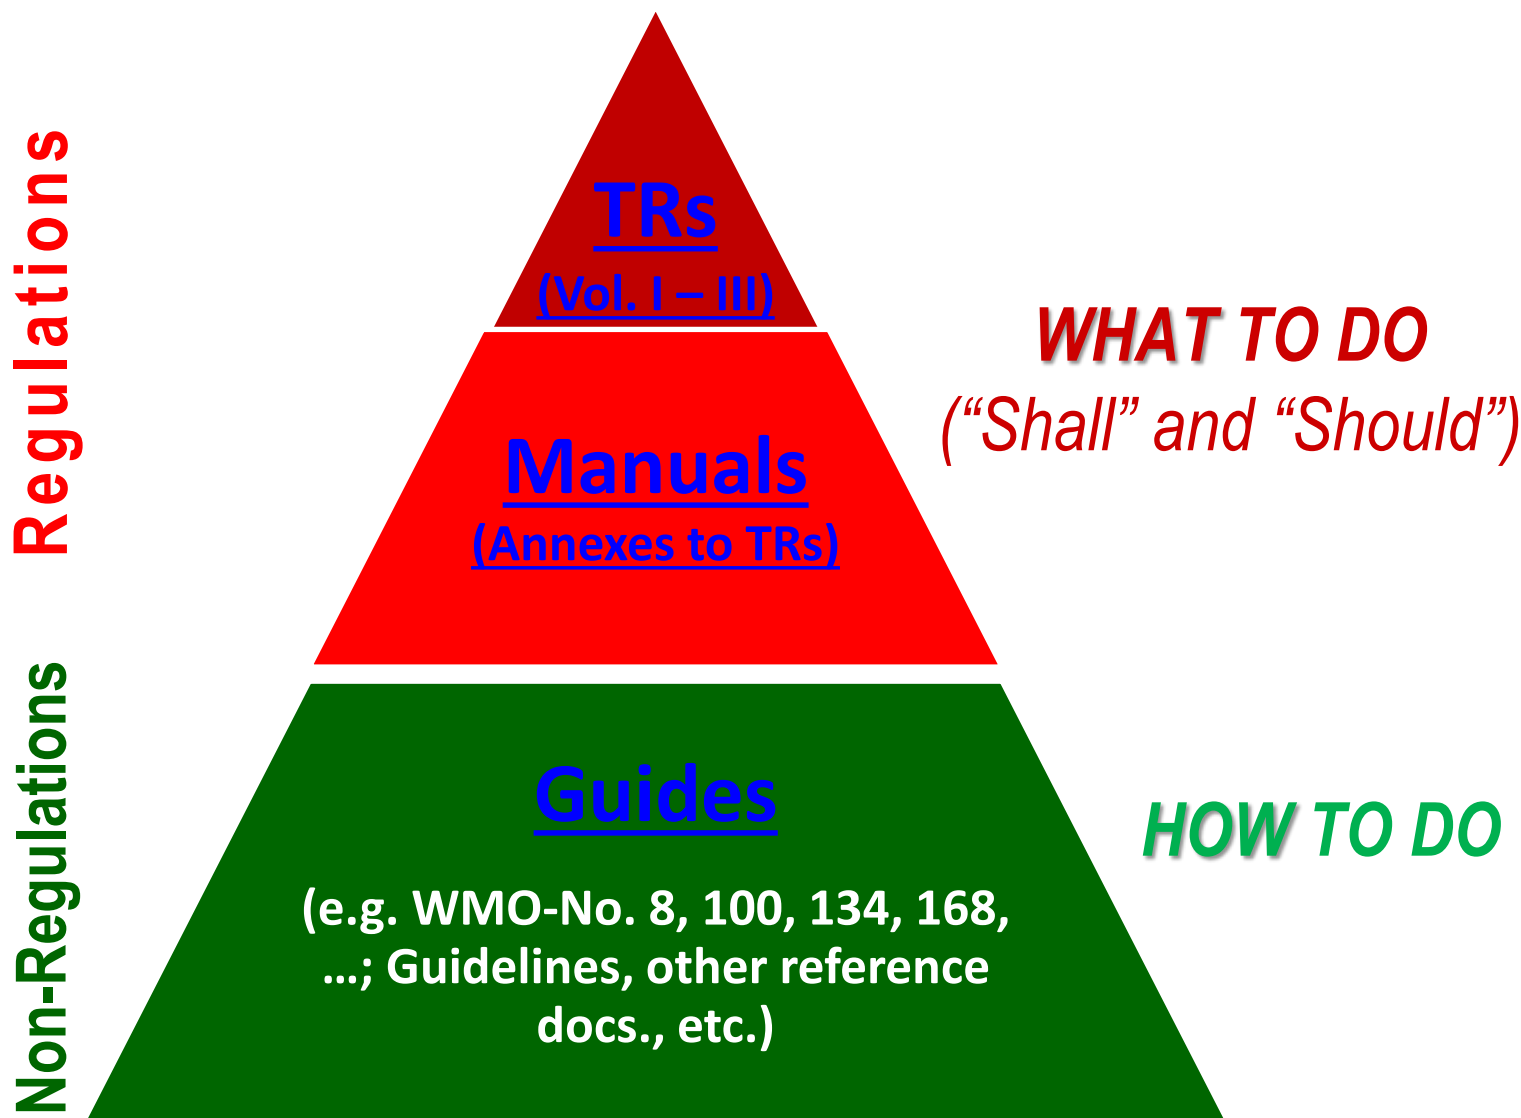 Regulations
TRs
(Vol. I – III)
WHAT TO DO
(“Shall” and “Should”)
Manuals
(Annexes to TRs)
Non-Regulations
Guides
HOW TO DO
(e.g. WMO-No. 8, 100, 134, 168,
...; Guidelines, other reference
docs., etc.)